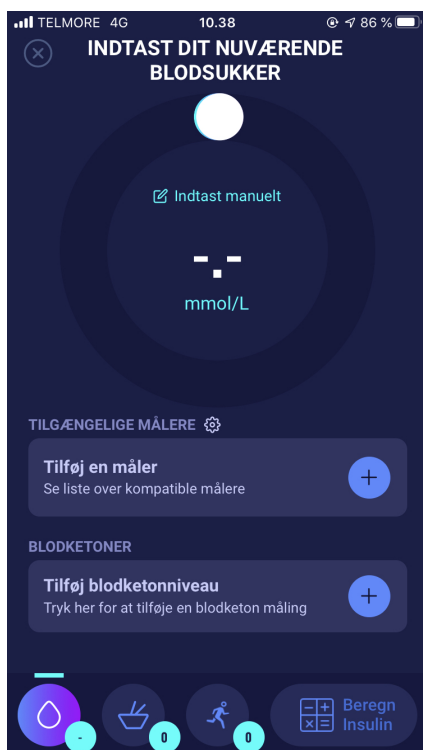 TELMORE 4G 10.38 86 %
INDTAST DIT NUVÆRENDE
BLODSUKKER
Indtast manuelt
-.-
mmol/L
TILGÆNGELIGE MÅLERE
Tilføj en måler
Se liste over kompatible målere
BLODKETONER
Tilføj blodketonniveau
Tryk her for at tilføje en blodketon måling
- 0 0
Beregn
Insulin